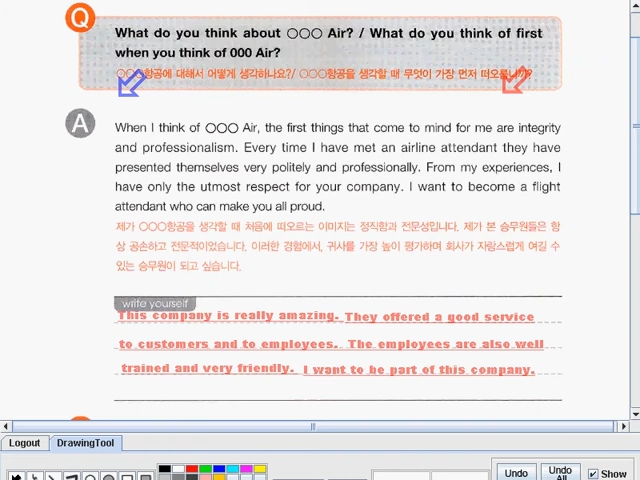 Q
What do you think about ○○○ Air? / What do you think of first
when you think of 000 Air?
○○○항공에 대해서 어떻게 생각하나요?/ ○○○항공을 생각할 때 무엇이 가장 먼저 떠오릅니까?
A
When I think of ○○○ Air, the first things that come to mind for me are integrity
and professionalism. Every time I have met an airline attendant they have
presented themselves very politely and professionally. From my experiences, I
have only the utmost respect for your company. I want to become a flight
attendant who can make you all proud.
제가 ○○○항공을 생각할 때 처음에 떠오르는 이미지는 정직함과 전문성입니다. 제가 본 승무원들은 항
상 공손하고 전문적이었습니다. 이러한 경험에서, 귀사를 가장 높이 평가하며 회사가 자랑스럽게 여길 수
있는 승무원이 되고 싶습니다.
write yourself
This company is really amazing. They offered a good service
to customers and to employees. The employees are also well
trained and very friendly. I want to be part of this company.
Logout DrawingTool
Undo Undo All Show